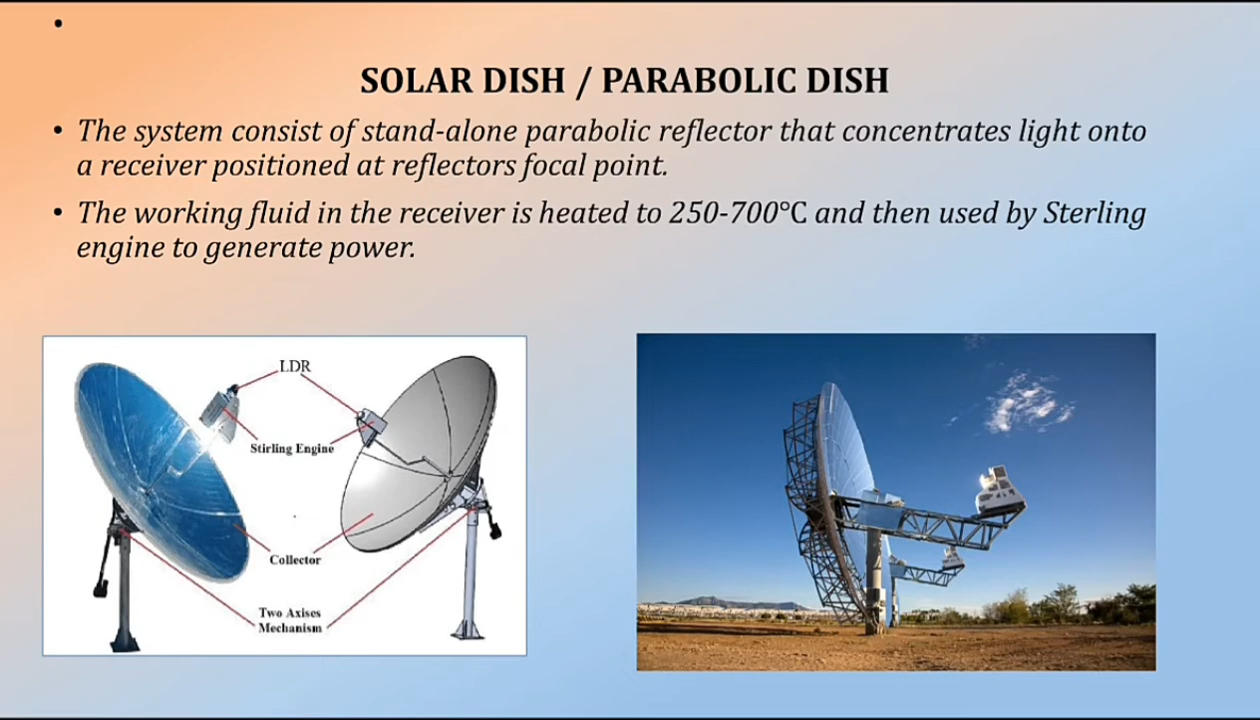 SOLAR DISH / PARABOLIC DISH
• The system consist of stand-alone parabolic reflector that concentrates light onto
a receiver positioned at reflectors focal point.
• The working fluid in the receiver is heated to 250-700°C and then used by Sterling
engine to generate power.
LDR
Stirling Engine
Collector
Two Axises
Mechanism